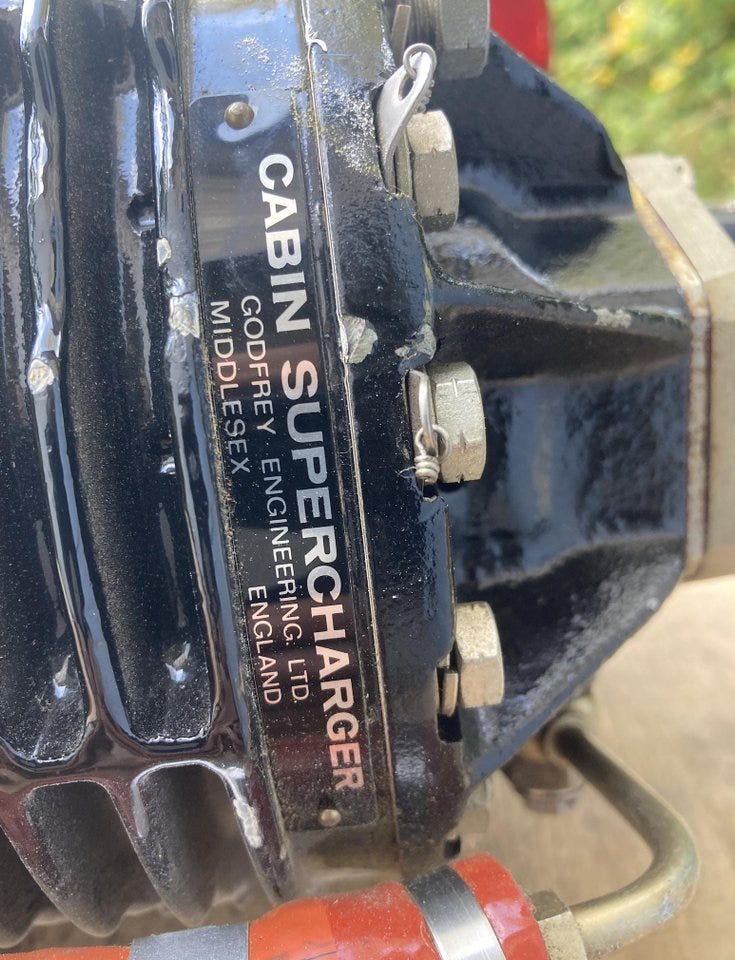 CABIN SUPERCHARGER
GODFREY ENGINEERING. LTD.
MIDDLESEX ENGLAND